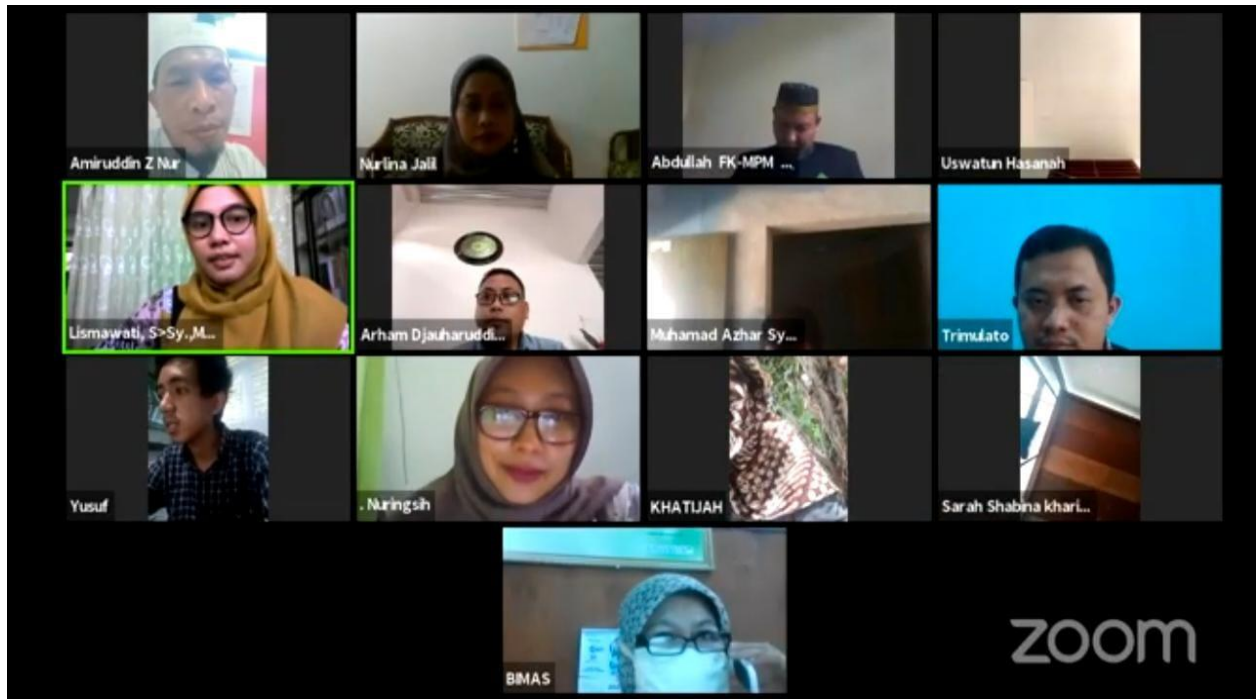 Amiruddin Z Nur
Nurlina Jalil
Abdullah FK-MPM ...
Uswatun Hasanah
Lismawati, S>Sy.,M...
Arham Djauharuddi...
Muhamad Azhar Sy...
Trimulato
Yusuf
. Nuringsih
KHATIJAH
Sarah Shabina khari...
BIMAS
zoom